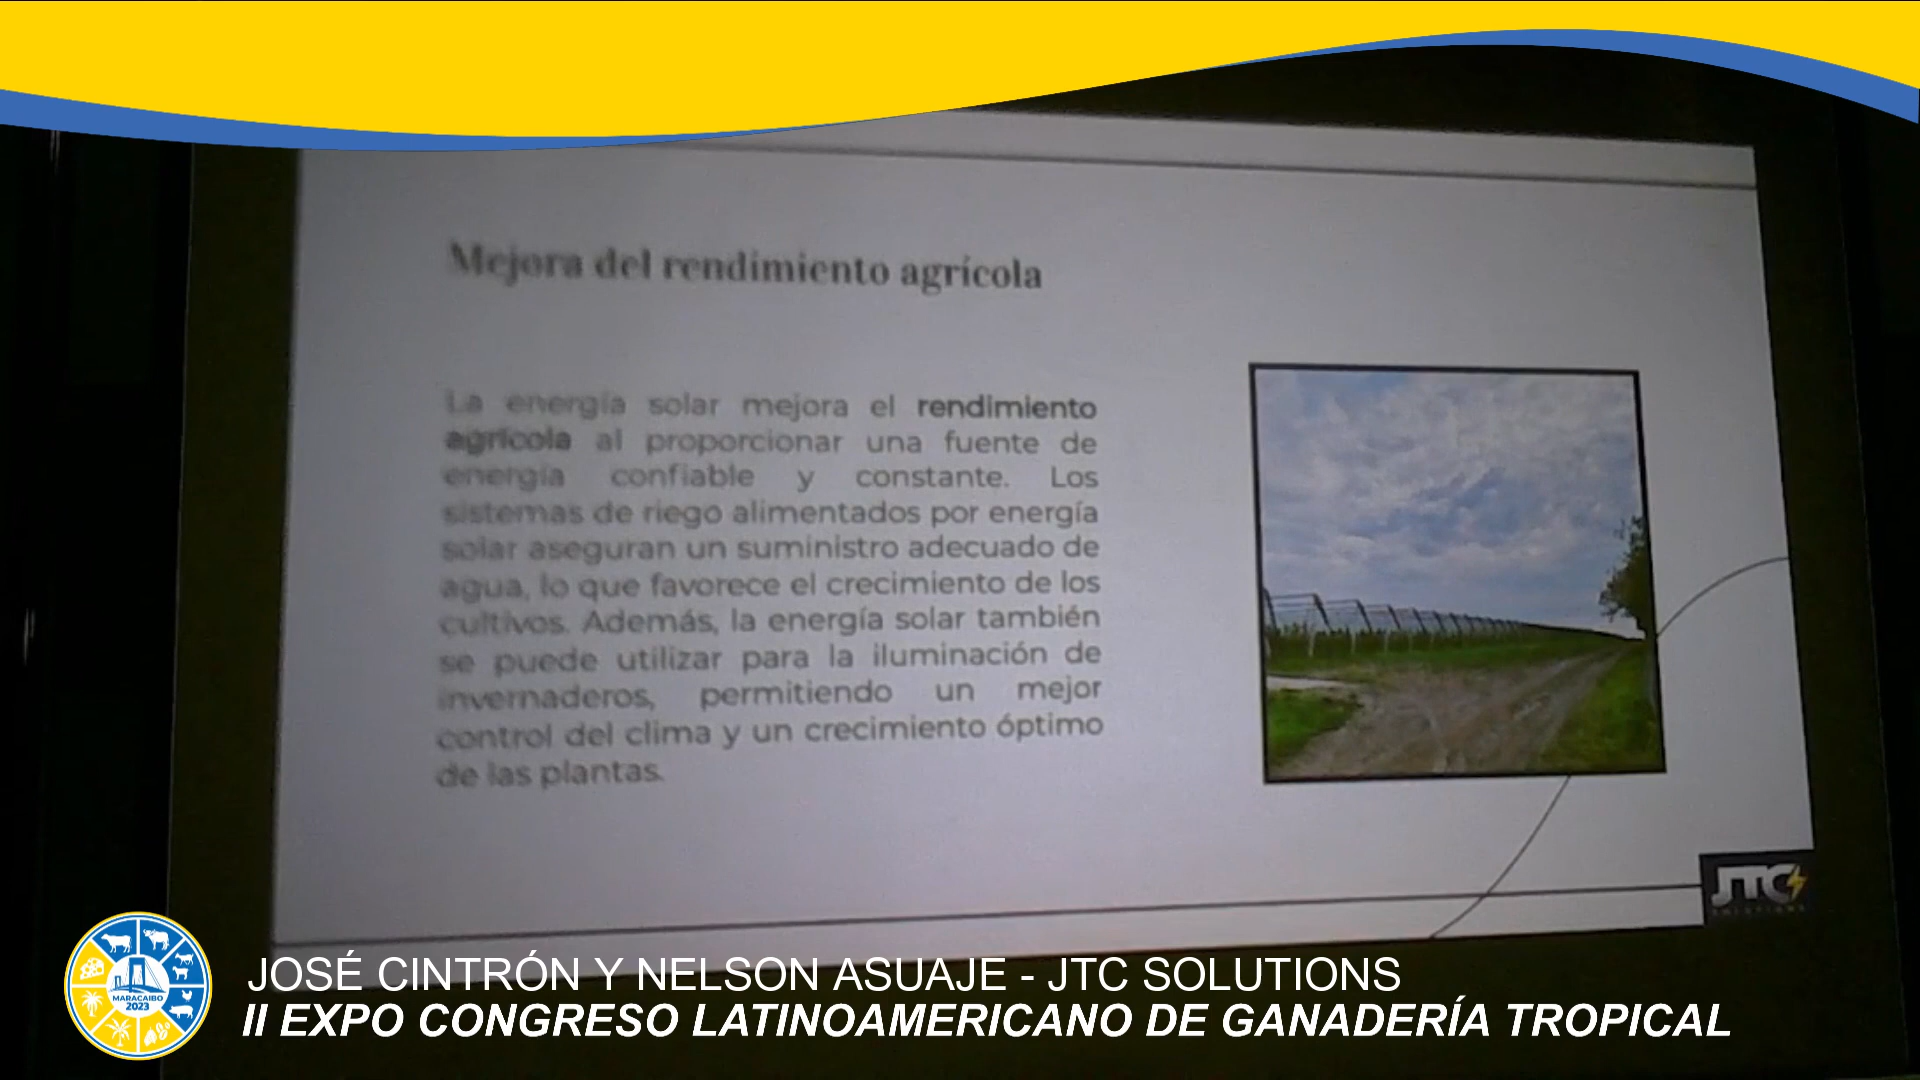 Mejora del rendimiento agrícola
La energía solar mejora el rendimiento
agrícola al proporcionar una fuente de
energía confiable y constante. Los
sistemas de riego alimentados por energía
solar aseguran un suministro adecuado de
agua, lo que favorece el crecimiento de los
cultivos. Además, la energía solar también
se puede utilizar para la iluminación de
invernaderos, permitiendo un mejor
control del clima y un crecimiento óptimo
de las plantas.
JTC
SOLUTIONS
MARACAIBO
2023
JOSÉ CINTRÓN Y NELSON ASUAJE - JTC SOLUTIONS
II EXPO CONGRESO LATINOAMERICANO DE GANADERÍA TROPICAL